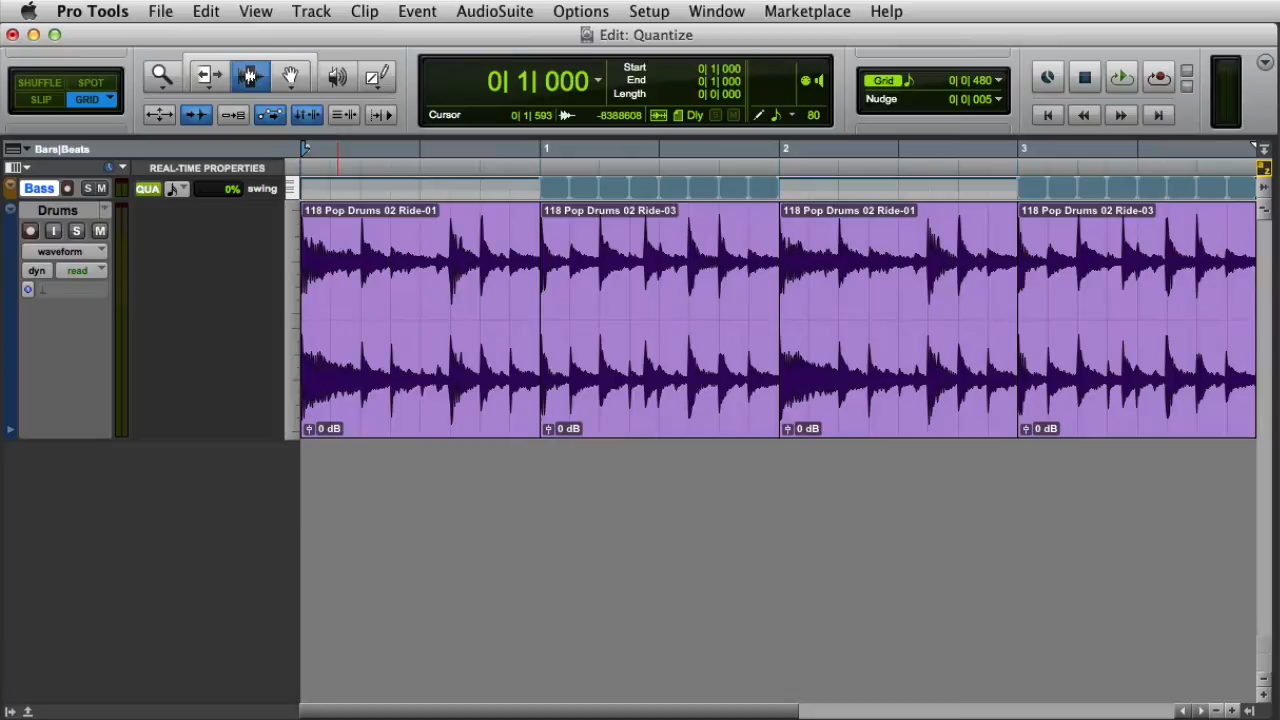 Pro Tools File Edit View Track Clip Event AudioSuite Options Setup Window Marketplace Help
Edit: Quantize
SHUFFLE SPOT
SLIP GRID
0| 1| 000
Start 0| 1| 000
End 0| 1| 000
Length 0| 0| 000
Cursor 0| 1| 593 -8388608 Dly S M 80
Grid 0| 0| 480
Nudge 0| 0| 005
Bars|Beats 1 2 3
REAL-TIME PROPERTIES
a
z
Bass S M QUA 0% swing
Drums
I S M
waveform
dyn read
118 Pop Drums 02 Ride-01 118 Pop Drums 02 Ride-03 118 Pop Drums 02 Ride-01 118 Pop Drums 02 Ride-03
0 dB 0 dB 0 dB 0 dB